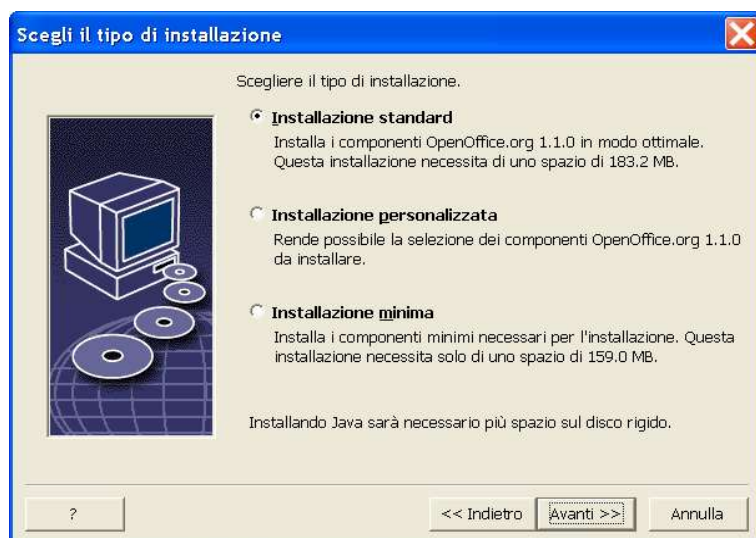 Scegli il tipo di installazione
Scegliere il tipo di installazione.
Installazione standard
Installa i componenti OpenOffice.org 1.1.0 in modo ottimale.
Questa installazione necessita di uno spazio di 183.2 MB.
Installazione personalizzata
Rende possibile la selezione dei componenti OpenOffice.org 1.1.0
da installare.
Installazione minima
Installa i componenti minimi necessari per l'installazione. Questa
installazione necessita solo di uno spazio di 159.0 MB.
Installando Java sarà necessario più spazio sul disco rigido.
?
<< Indietro
Avanti >>
Annulla